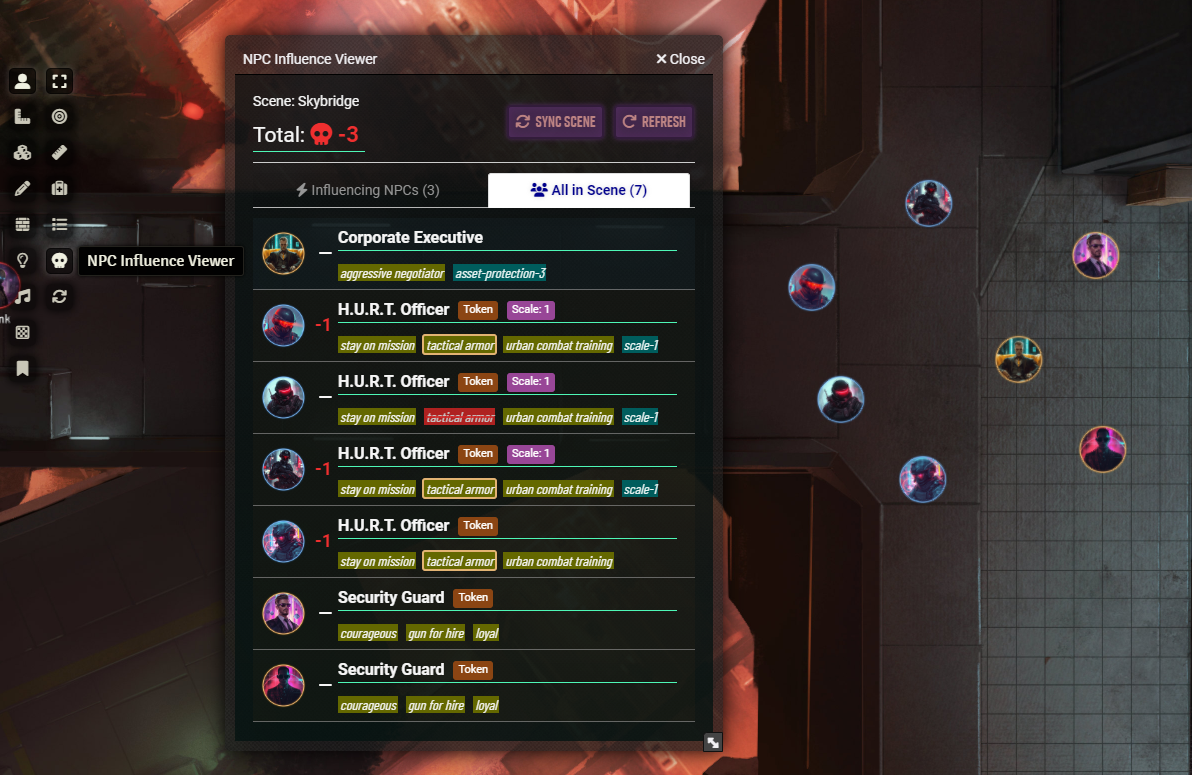 NPC Influence Viewer
Close
Scene: Skybridge
Total: -3
SYNC SCENE
REFRESH
Influencing NPCs (3)
All in Scene (7)
Corporate Executive
aggressive negotiator asset-protection-3
-1 H.U.R.T. Officer Token Scale: 1
stay on mission tactical armor urban combat training scale-1
H.U.R.T. Officer Token Scale: 1
stay on mission tactical armor urban combat training scale-1
-1 H.U.R.T. Officer Token Scale: 1
stay on mission tactical armor urban combat training scale-1
-1 H.U.R.T. Officer Token
stay on mission tactical armor urban combat training
Security Guard Token
courageous gun for hire loyal
Security Guard Token
courageous gun for hire loyal
NPC Influence Viewer
nk